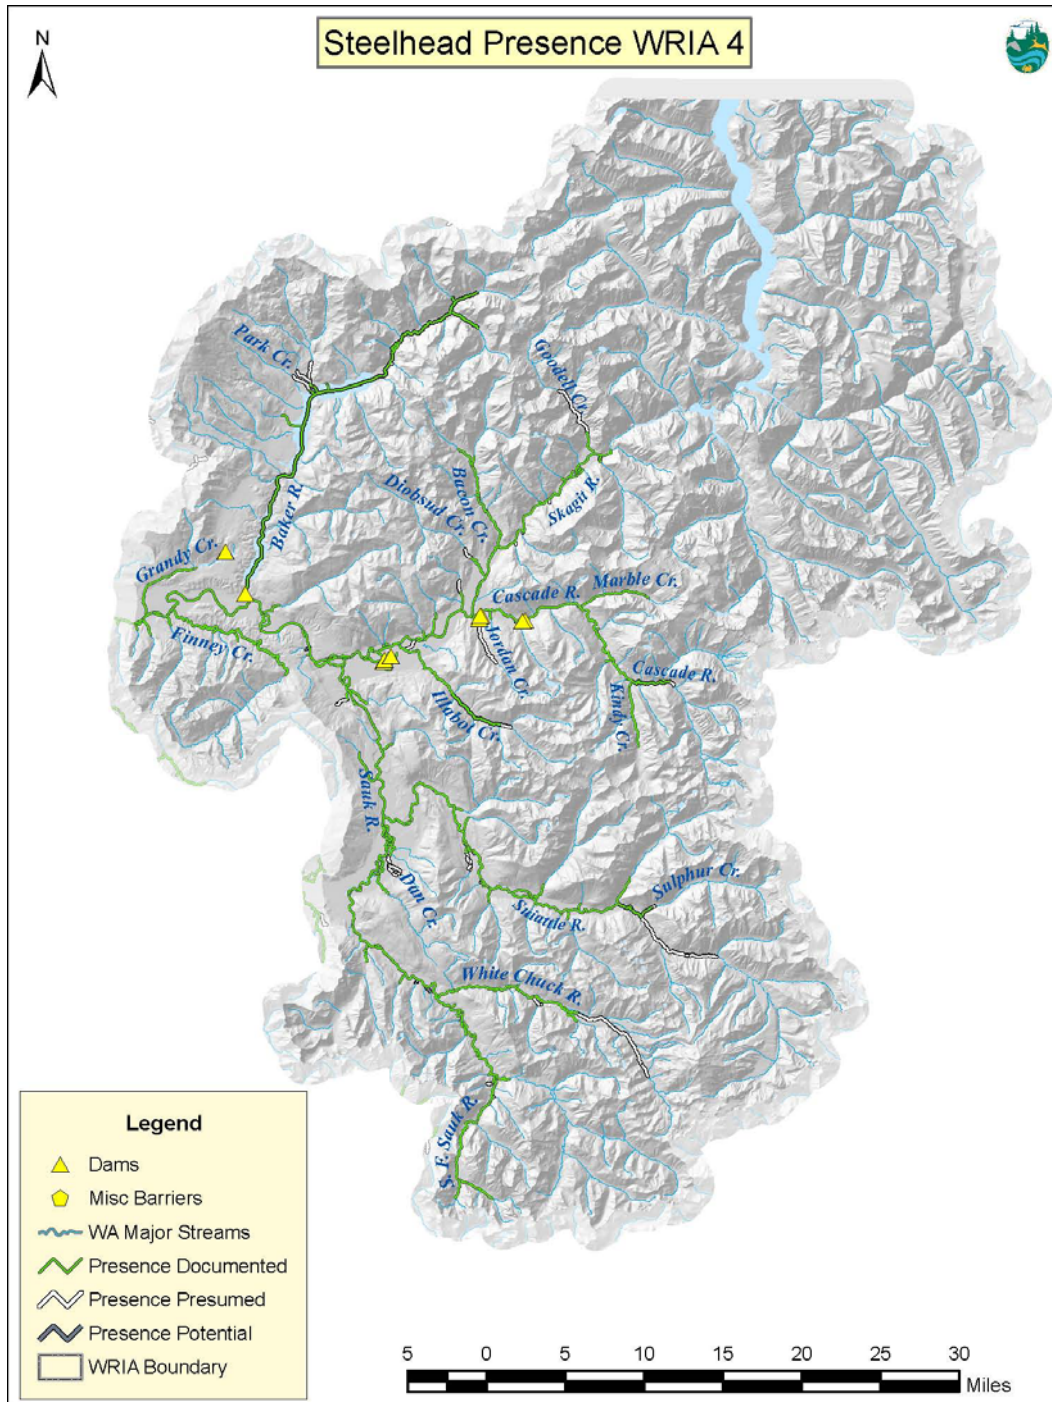 Steelhead Presence WRIA 4
N
Park Cr.
Goodell Cr.
Baker R.
Bacon Cr.
Diobsud Cr.
Skagit R.
Grandy Cr.
Marble Cr.
Cascade R.
Finney Cr.
Jordan Cr.
Cascade R.
Illabot Cr.
Kindy Cr.
Sauk R.
Dan Cr.
Sulphur Cr.
Suiattle R.
White Chuck R.
S. F. Sauk R.
Legend
Dams
Misc Barriers
WA Major Streams
Presence Documented
Presence Presumed
Presence Potential
WRIA Boundary
5 0 5 10 15 20 25 30
Miles